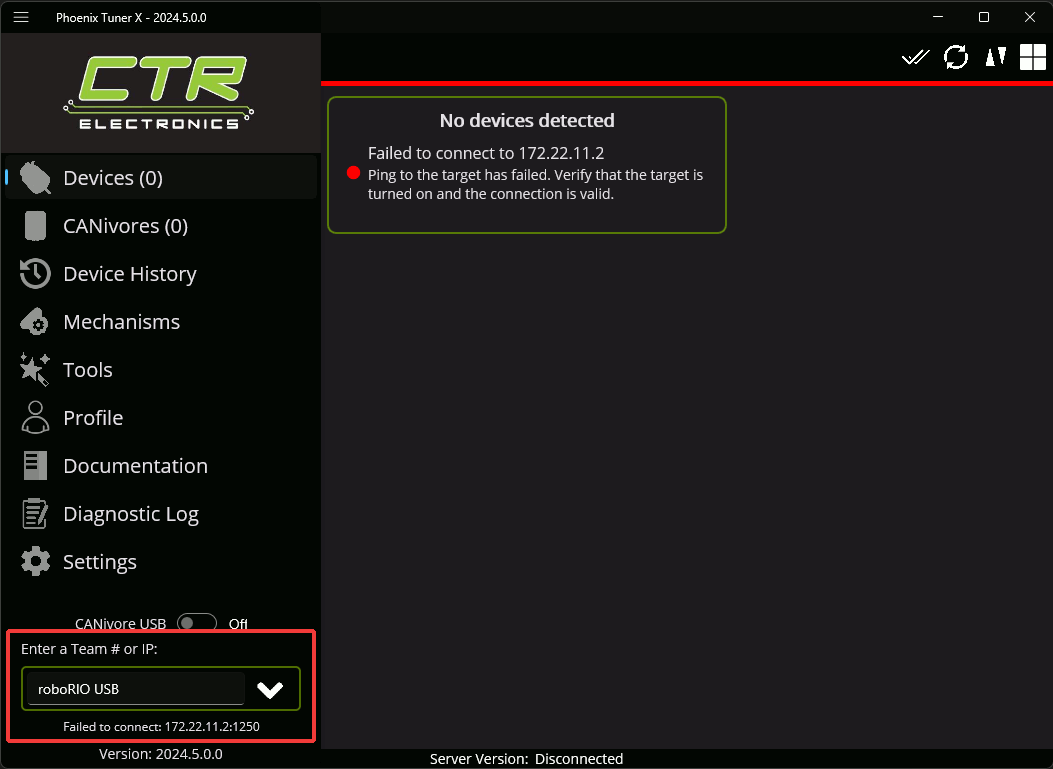 Phoenix Tuner X - 2024.5.0.0
CTR
ELECTRONICS
Devices (0)
CANivores (0)
Device History
Mechanisms
Tools
Profile
Documentation
Diagnostic Log
Settings
CANivore USB Off
Enter a Team # or IP:
roboRIO USB
Failed to connect: 172.22.11.2:1250
Version: 2024.5.0.0
No devices detected
Failed to connect to 172.22.11.2
Ping to the target has failed. Verify that the target is
turned on and the connection is valid.
Server Version: Disconnected